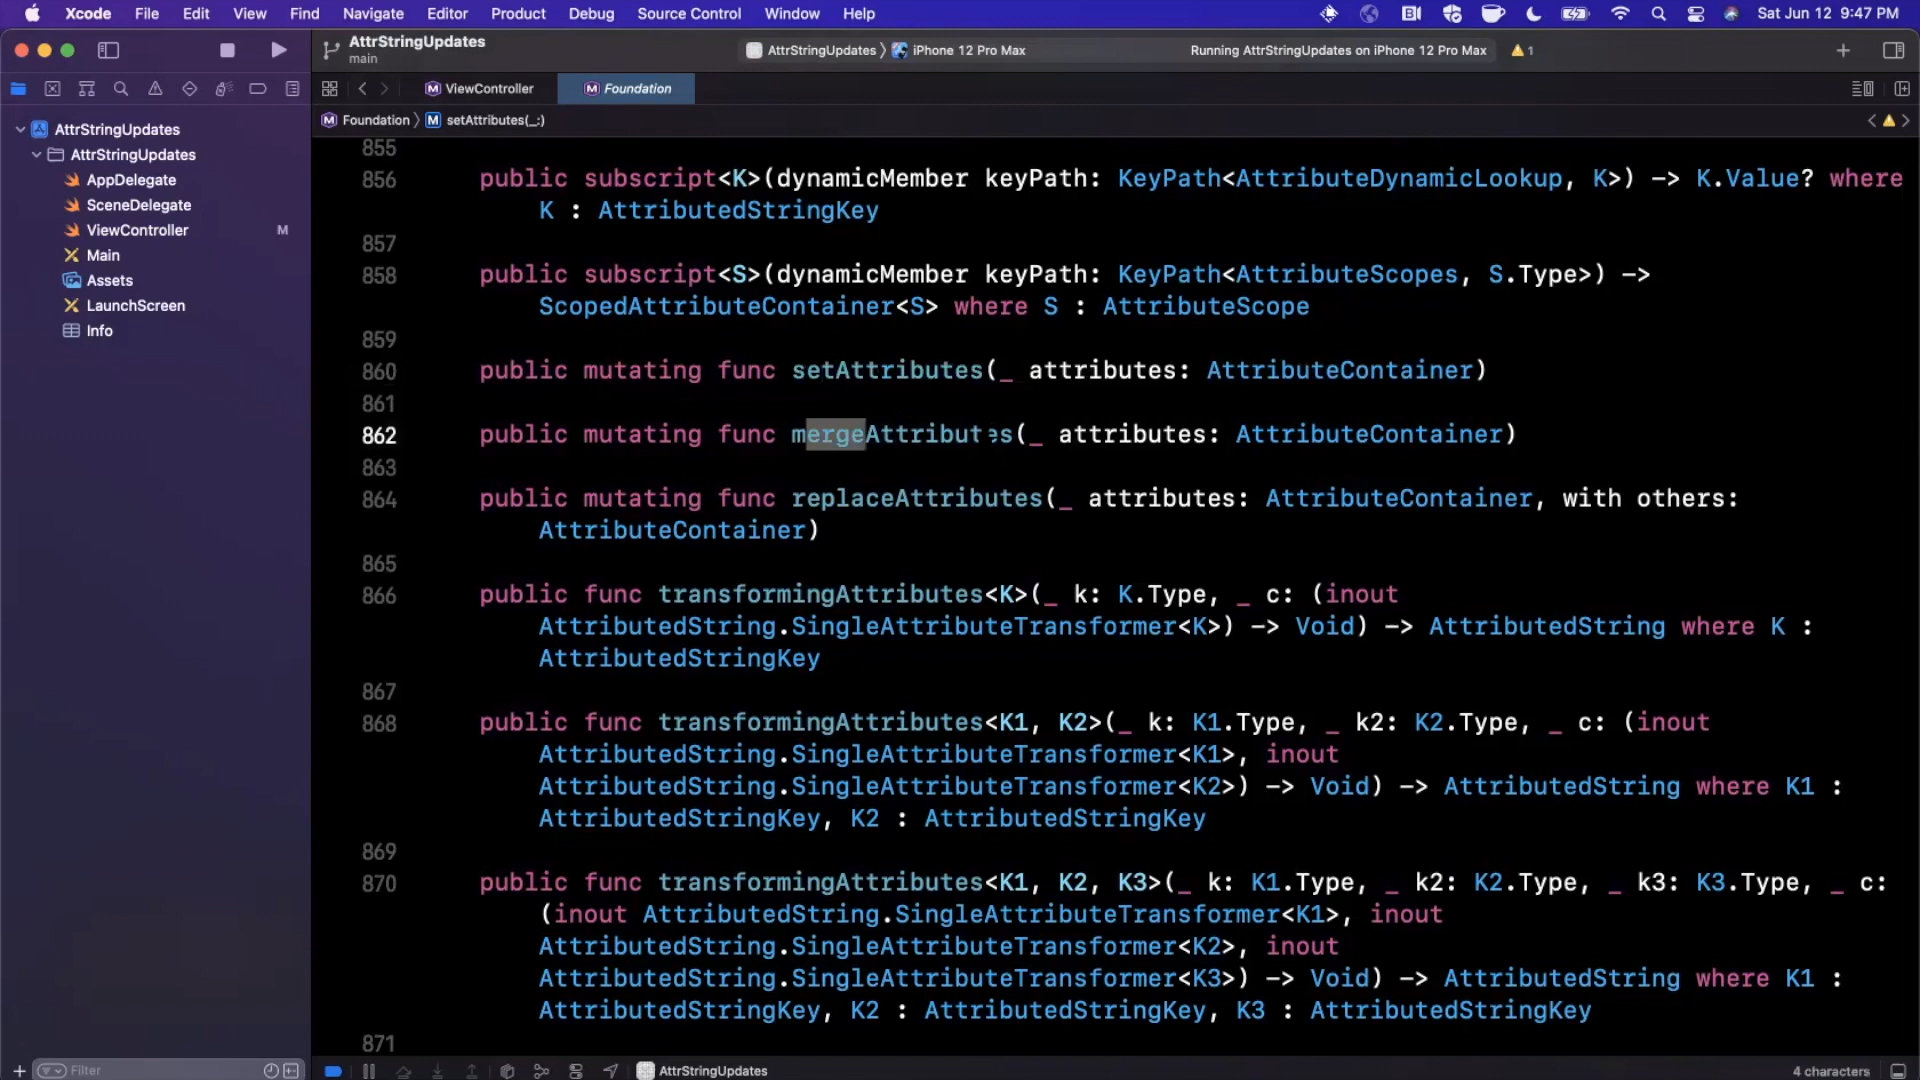 Xcode File Edit View Find Navigate Editor Product Debug Source Control Window Help Sat Jun 12 9:47 PM
AttrStringUpdates
main
AttrStringUpdates iPhone 12 Pro Max Running AttrStringUpdates on iPhone 12 Pro Max 1
ViewController Foundation
Foundation setAttributes(_:)
AttrStringUpdates
AttrStringUpdates
AppDelegate
SceneDelegate
ViewController M
Main
Assets
LaunchScreen
Info
855
856 public subscript<K>(dynamicMember keyPath: KeyPath<AttributeDynamicLookup, K>) -> K.Value? where
K : AttributedStringKey
857
858 public subscript<S>(dynamicMember keyPath: KeyPath<AttributeScopes, S.Type>) ->
ScopedAttributeContainer<S> where S : AttributeScope
859
860 public mutating func setAttributes(_ attributes: AttributeContainer)
861
862 public mutating func mergeAttributes(_ attributes: AttributeContainer)
863
864 public mutating func replaceAttributes(_ attributes: AttributeContainer, with others:
AttributeContainer)
865
866 public func transformingAttributes<K>(_ k: K.Type, _ c: (inout
AttributedString.SingleAttributeTransformer<K>) -> Void) -> AttributedString where K :
AttributedStringKey
867
868 public func transformingAttributes<K1, K2>(_ k: K1.Type, _ k2: K2.Type, _ c: (inout
AttributedString.SingleAttributeTransformer<K1>, inout
AttributedString.SingleAttributeTransformer<K2>) -> Void) -> AttributedString where K1 :
AttributedStringKey, K2 : AttributedStringKey
869
870 public func transformingAttributes<K1, K2, K3>(_ k: K1.Type, _ k2: K2.Type, _ k3: K3.Type, _ c:
(inout AttributedString.SingleAttributeTransformer<K1>, inout
AttributedString.SingleAttributeTransformer<K2>, inout
AttributedString.SingleAttributeTransformer<K3>) -> Void) -> AttributedString where K1 :
AttributedStringKey, K2 : AttributedStringKey, K3 : AttributedStringKey
871
Filter AttrStringUpdates 4 characters